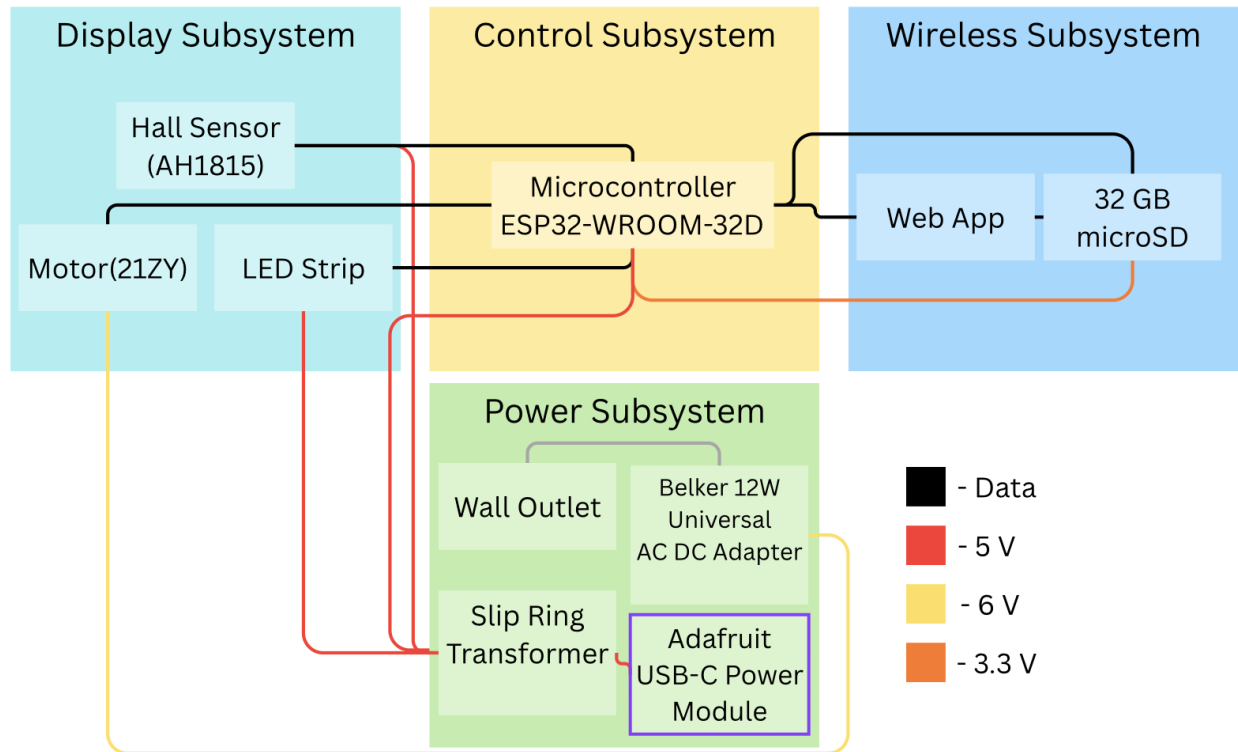 Display Subsystem
Control Subsystem
Wireless Subsystem
Hall Sensor
(AH1815)
Microcontroller
ESP32-WROOM-32D
Web App
32 GB
microSD
Motor(21ZY)
LED Strip
Power Subsystem
Wall Outlet
Belker 12W
Universal
AC DC Adapter
Slip Ring
Transformer
Adafruit
USB-C Power
Module
- Data
- 5 V
- 6 V
- 3.3 V